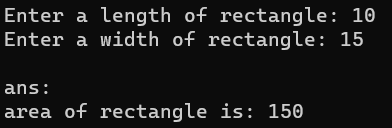 Enter a length of rectangle: 10
Enter a width of rectangle: 15
ans:
area of rectangle is: 150